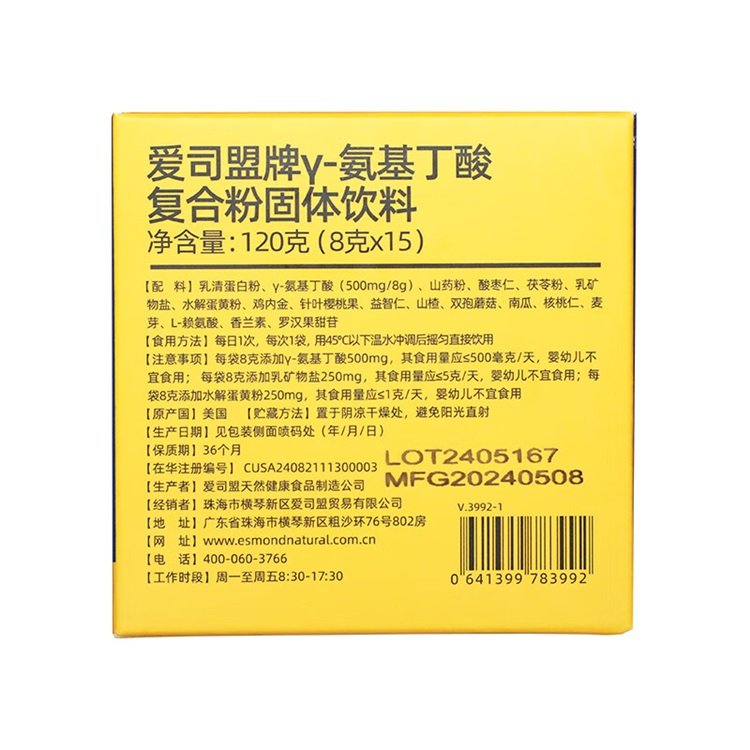 爱司盟牌γ-氨基丁酸
复合粉固体饮料
净含量：120克（8克x15）
【配 料】乳清蛋白粉、γ-氨基丁酸（500mg/8g）、山药粉、酸枣仁、茯苓粉、乳矿
物盐、水解蛋黄粉、鸡内金、针叶樱桃果、益智仁、山楂、双孢蘑菇、南瓜、核桃仁、麦
芽、L-赖氨酸、香兰素、罗汉果甜苷
【食用方法】每日1次，每次1袋，用45℃以下温水冲调后摇匀直接饮用
【注意事项】每袋8克添加γ-氨基丁酸500mg，其食用量应≤500毫克/天，婴幼儿不
宜食用；每袋8克添加乳矿物盐250mg，其食用量应≤5克/天，婴幼儿不宜食用；每
袋8克添加水解蛋黄粉250mg，其食用量应≤1克/天，婴幼儿不宜食用
【原产国】美国 【贮藏方法】置于阴凉干燥处，避免阳光直射
【生产日期】见包装侧面喷码处（年/月/日）
【保质期】36个月
【在华注册编号】CUSA24082111300003
LOT2405167
MFG20240508
【生产者】爱司盟天然健康食品制造公司
【经销者】珠海市横琴新区爱司盟贸易有限公司
【地 址】广东省珠海市横琴新区粗沙环76号802房
【网 址】www.esmondnatural.com.cn
【电 话】400-060-3766
【工作时段】周一至周五8:30-17:30
V.3992-1
0 641399 783992